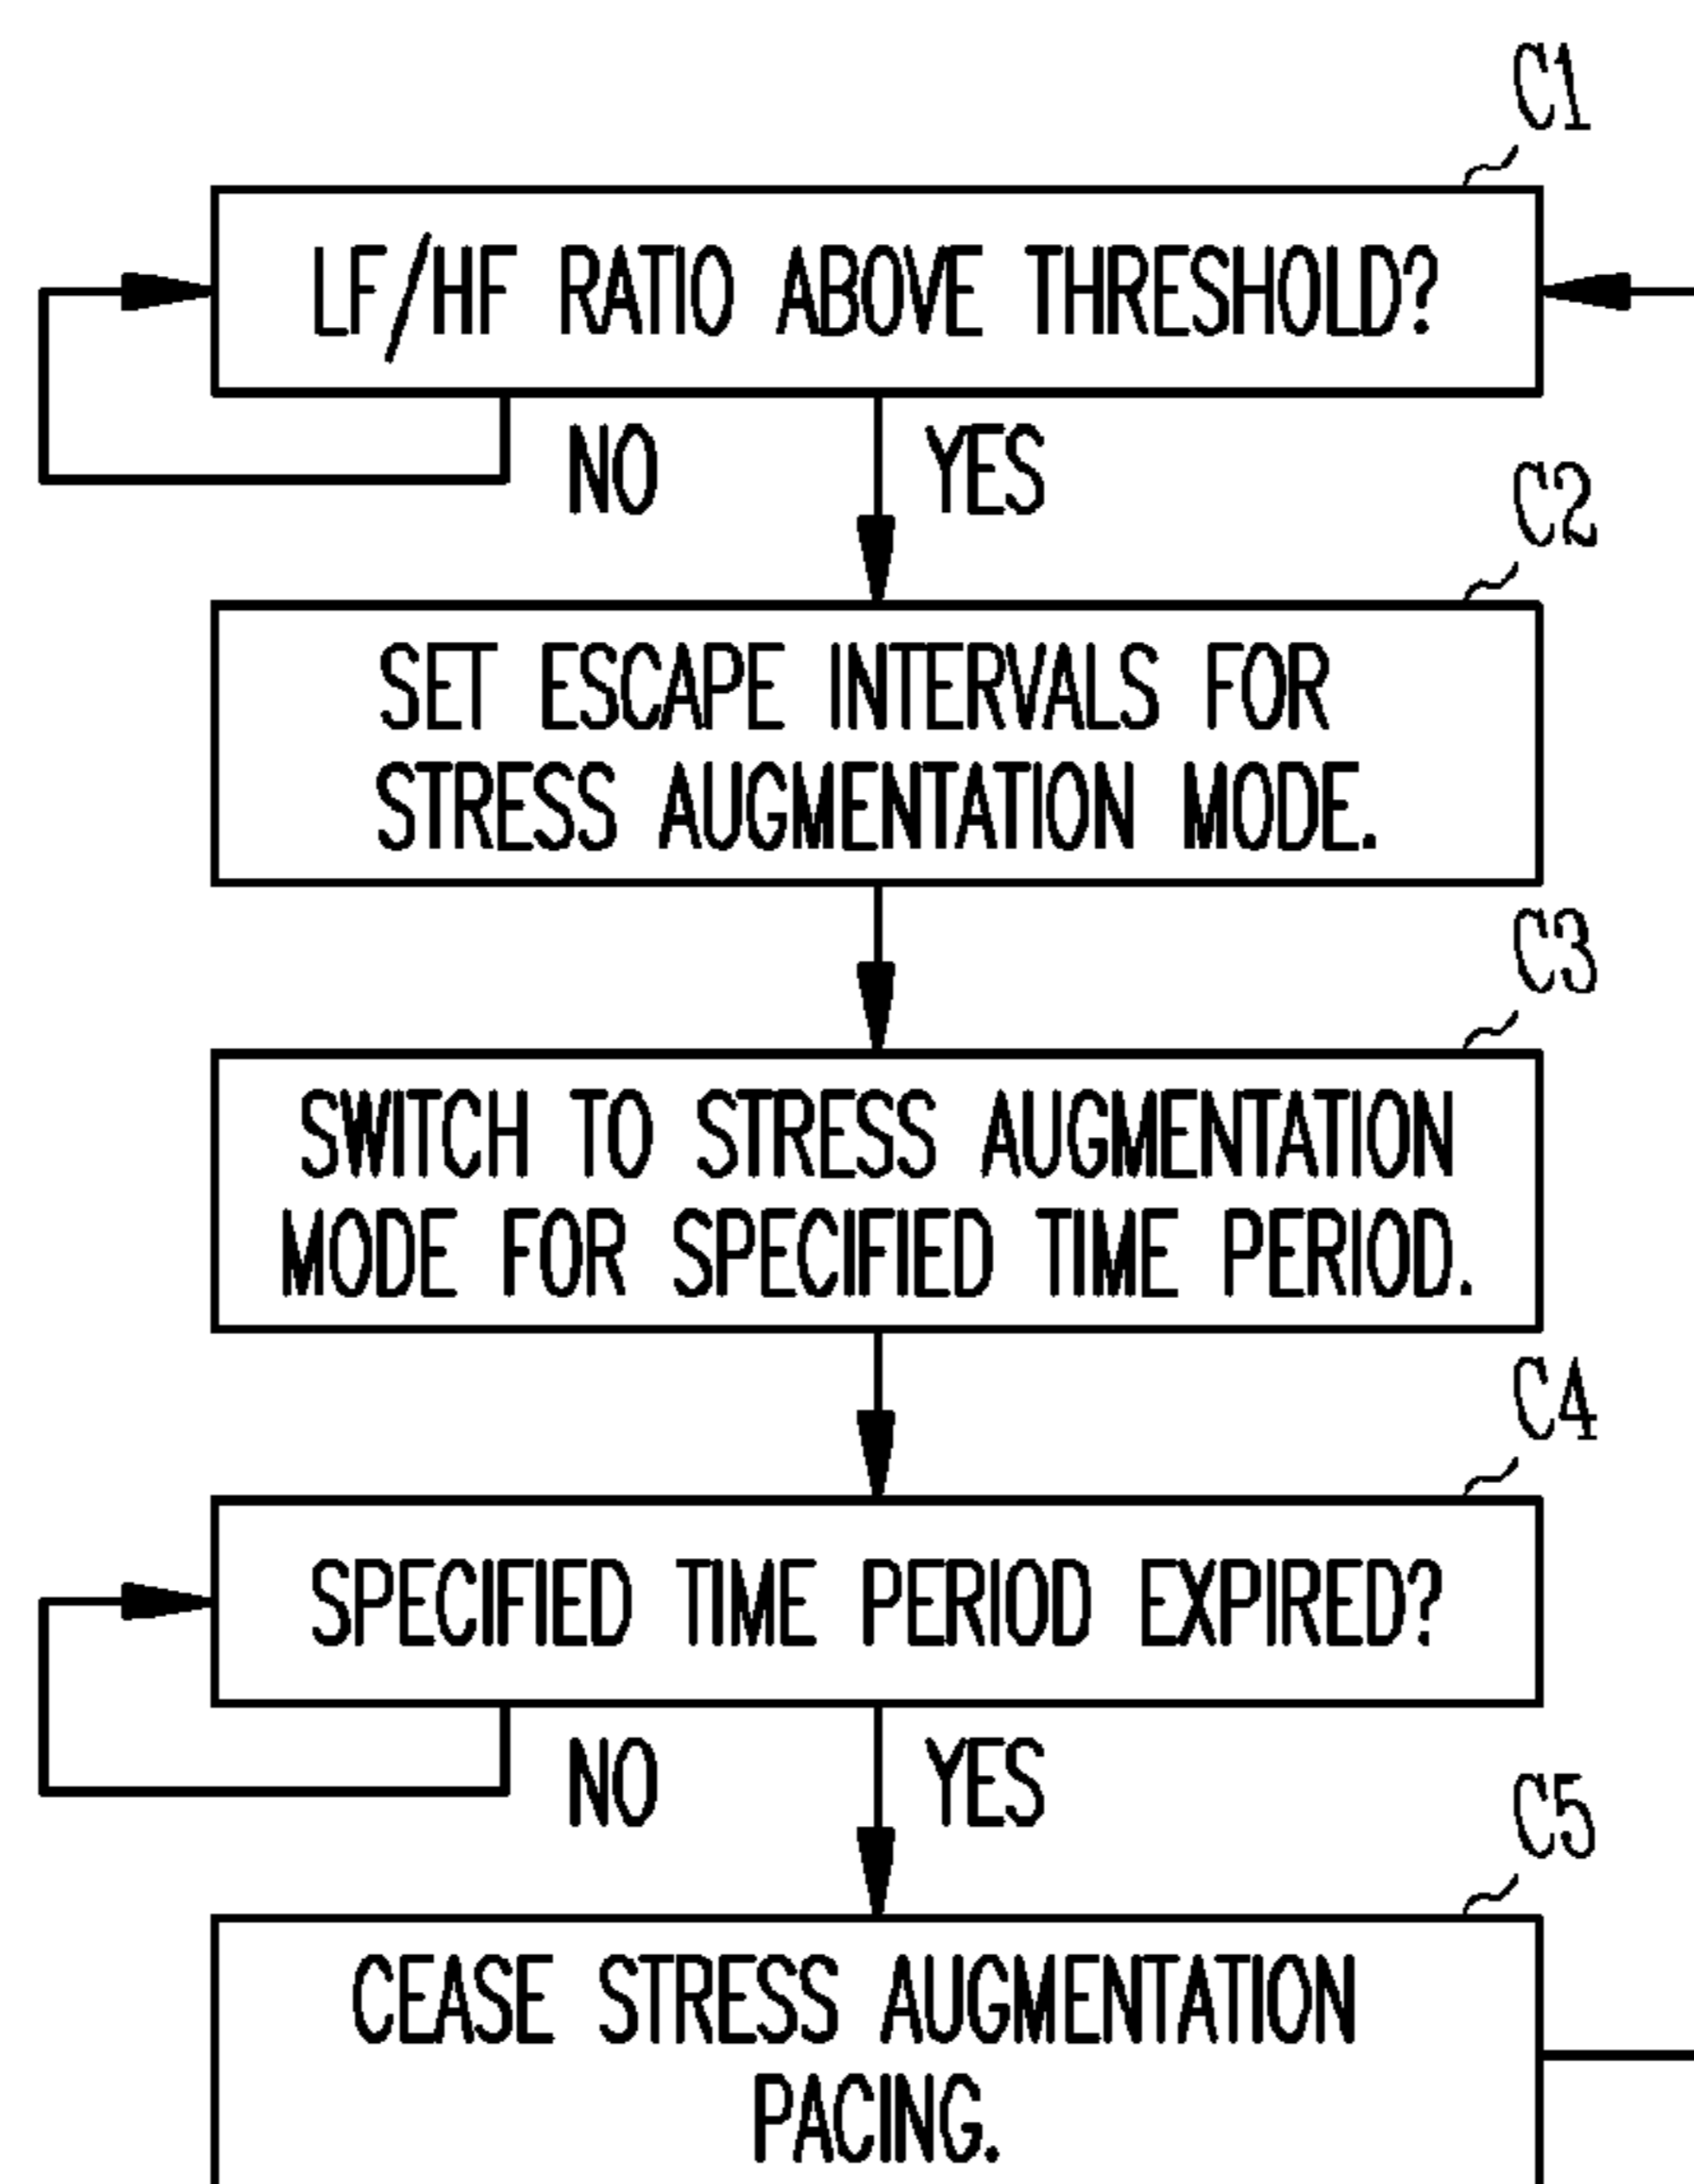 C1
LF/HF RATIO ABOVE THRESHOLD?
NO
YES
C2
SET ESCAPE INTERVALS FOR
STRESS AUGMENTATION MODE.
C3
SWITCH TO STRESS AUGMENTATION
MODE FOR SPECIFIED TIME PERIOD.
C4
SPECIFIED TIME PERIOD EXPIRED?
NO
YES
C5
CEASE STRESS AUGMENTATION
PACING.